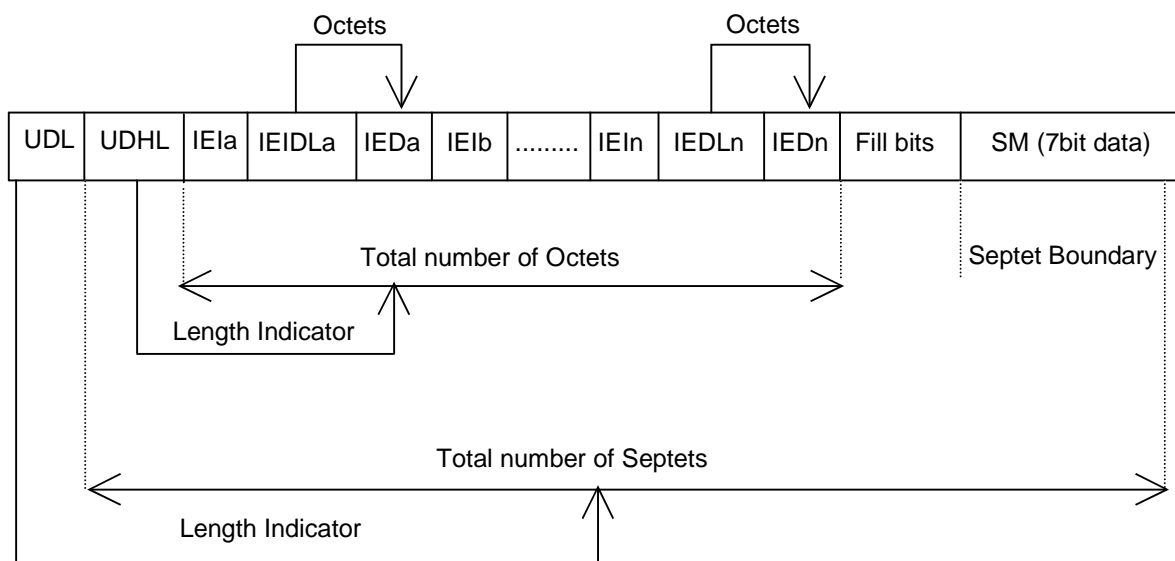 Octets Octets
UDL UDHL IEIa IEIDLa IEDa IEIb ......... IEIn IEDLn IEDn Fill bits SM (7bit data)
Total number of Octets
Septet Boundary
Length Indicator
Total number of Septets
Length Indicator